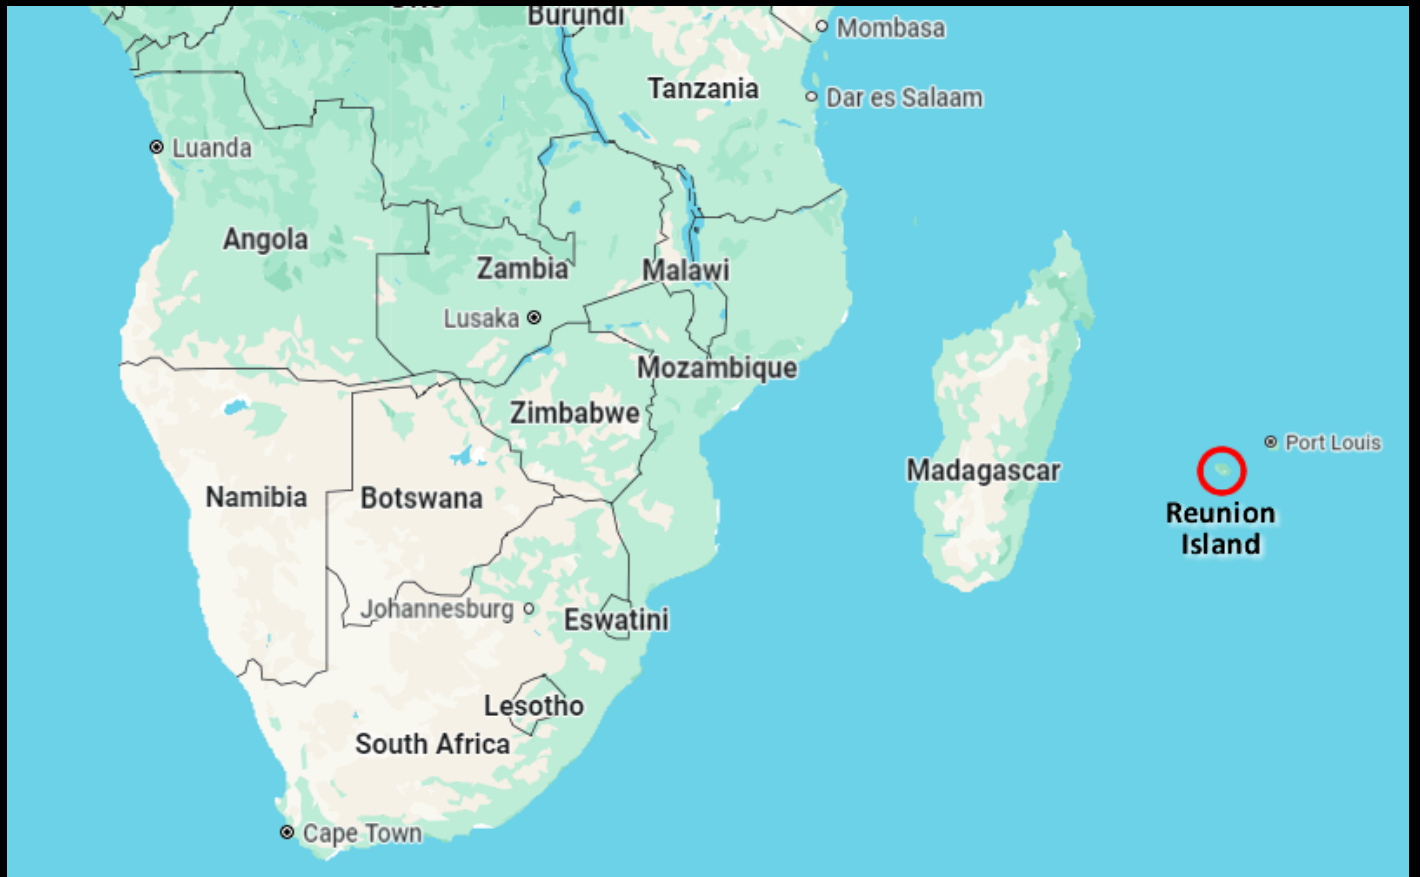 Burundi
Mombasa
Tanzania
Dar es Salaam
Luanda
Angola
Zambia
Malawi
Lusaka
Mozambique
Zimbabwe
Port Louis
Madagascar
Namibia
Botswana
Reunion
Island
Johannesburg
Eswatini
Lesotho
South Africa
Cape Town